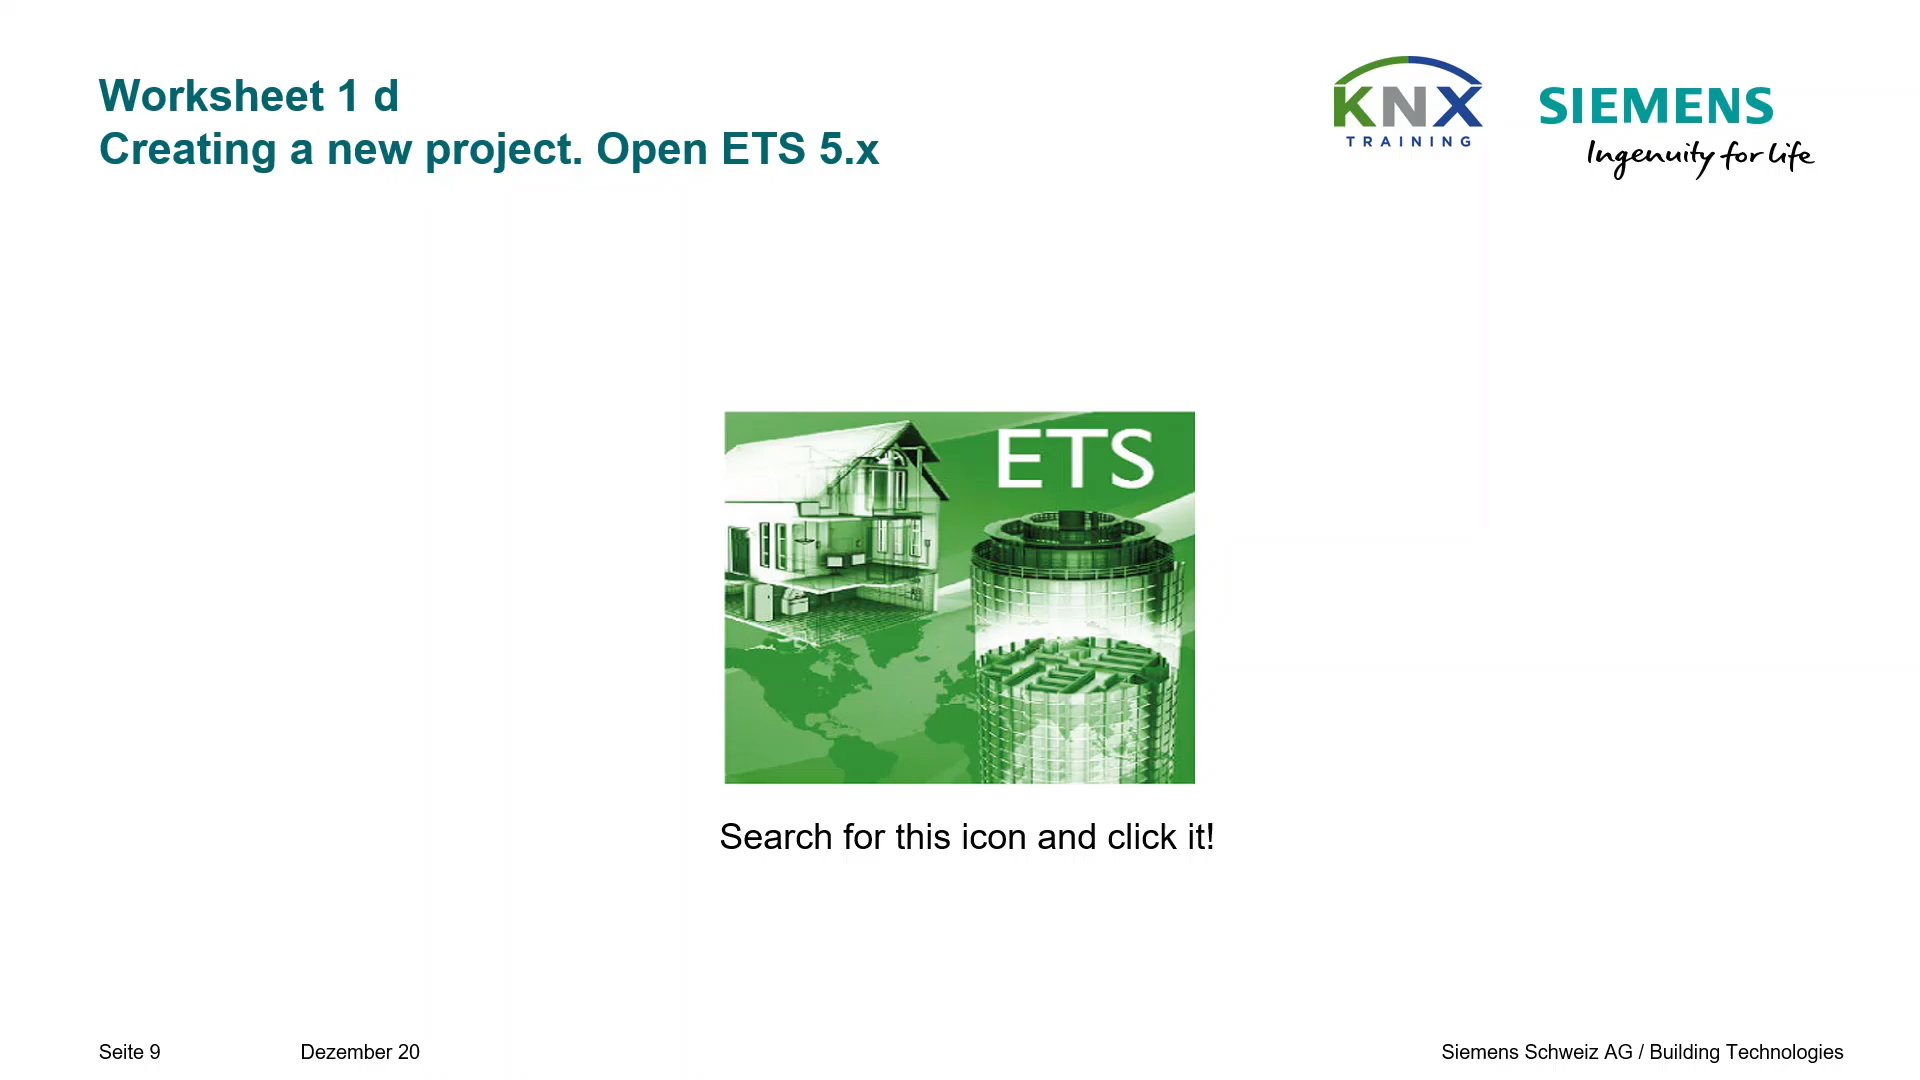 Worksheet 1 d
Creating a new project. Open ETS 5.x
KNX
TRAINING
SIEMENS
Ingenuity for life
ETS
Search for this icon and click it!
Seite 9
Dezember 20
Siemens Schweiz AG / Building Technologies